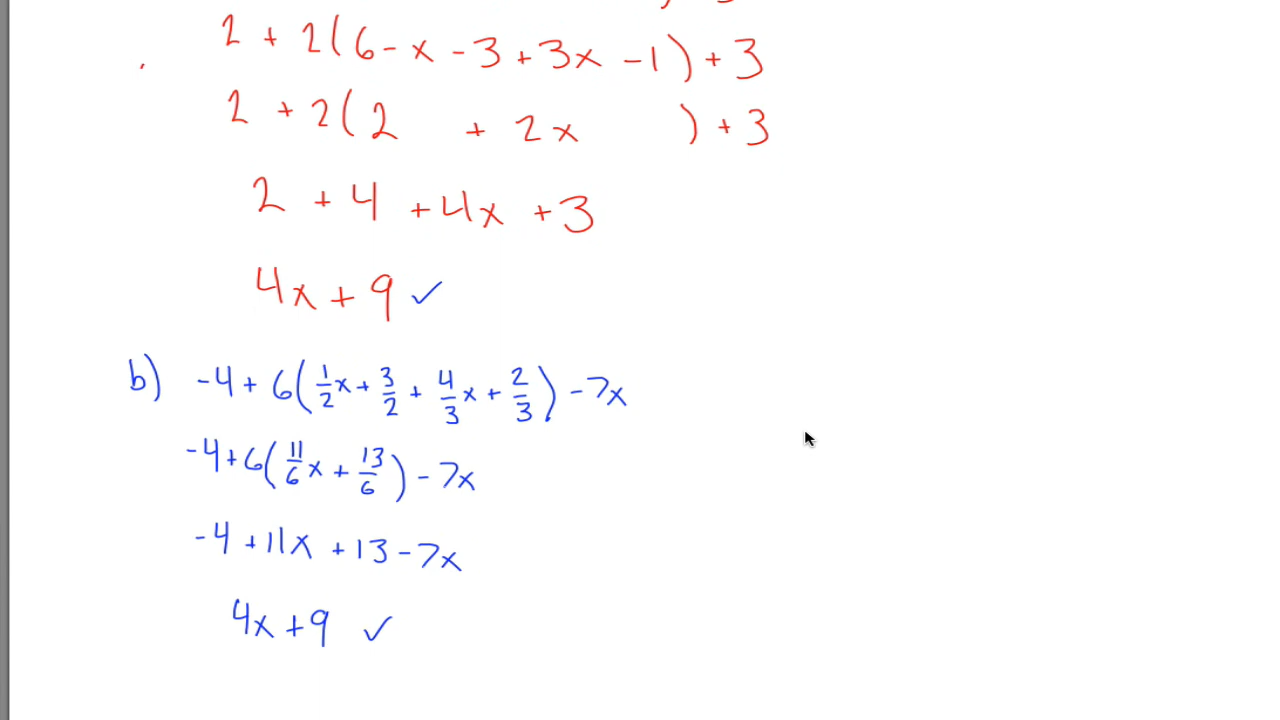 2 + 2(6 - x - 3 + 3x - 1) + 3
2 + 2(2 + 2x ) + 3
2 + 4 + 4x + 3
4x + 9 ✓
b) -4 + 6(1/2x + 3/2 + 4/3x + 2/3) - 7x
-4 + 6(11/6x + 13/6) - 7x
-4 + 11x + 13 - 7x
4x + 9 ✓